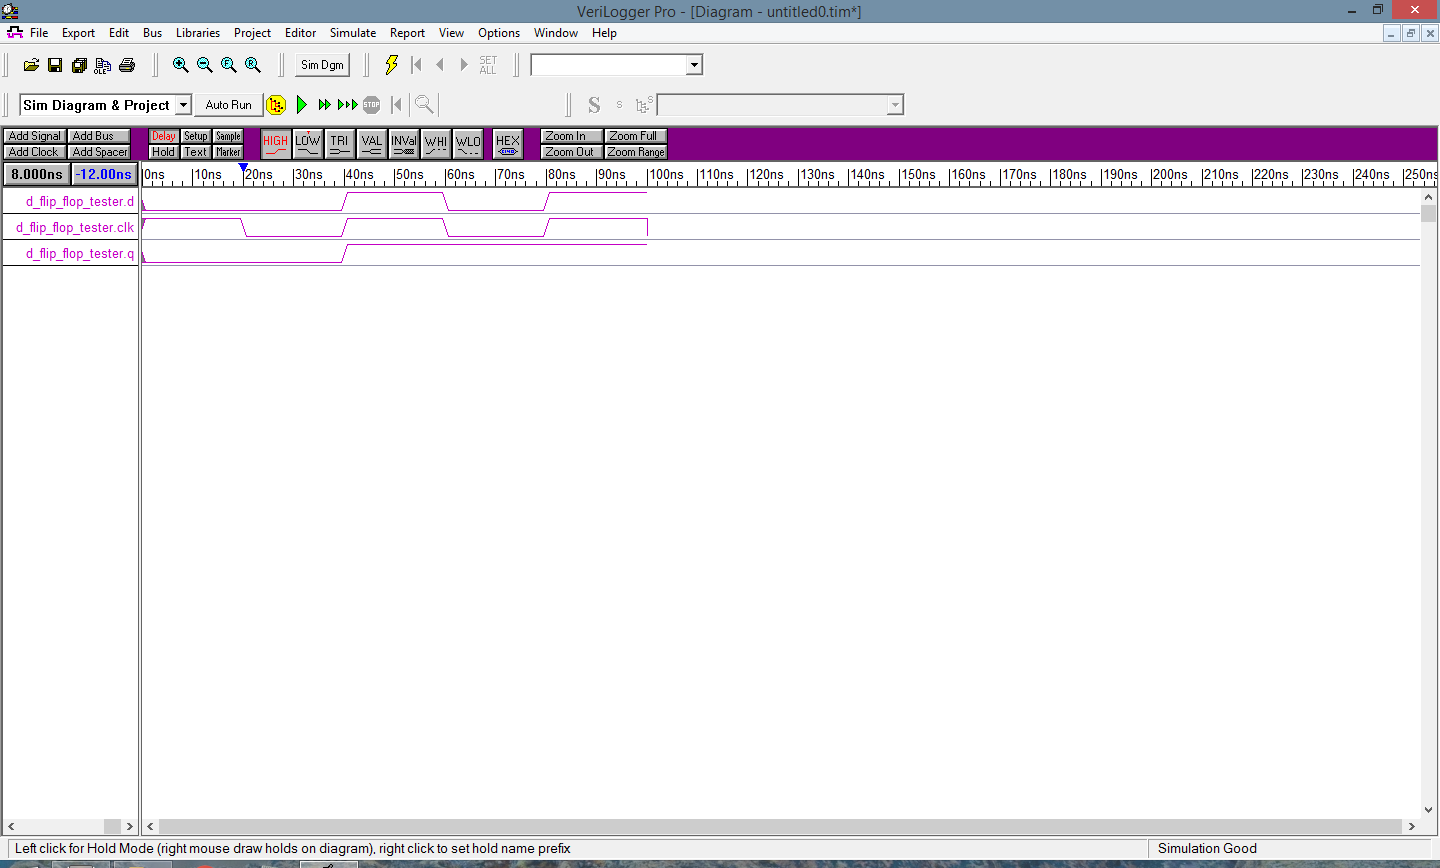 VeriLogger Pro - [Diagram - untitled0.tim*]
File Export Edit Bus Libraries Project Editor Simulate Report View Options Window Help
OLE F R Sim Dgm SET ALL
Sim Diagram & Project Auto Run STOP S S S
Add Signal Add Bus Delay Setup Sample HIGH LOW TRI VAL INVal WHI WLO HEX Zoom In Zoom Full
Add Clock Add Spacer Hold Text Marker Zoom Out Zoom Range
8.000ns -12.00ns 0ns 10ns 20ns 30ns 40ns 50ns 60ns 70ns 80ns 90ns 100ns 110ns 120ns 130ns 140ns 150ns 160ns 170ns 180ns 190ns 200ns 210ns 220ns 230ns 240ns 250ns
d_flip_flop_tester.d
d_flip_flop_tester.clk
d_flip_flop_tester.q
Left click for Hold Mode (right mouse draw holds on diagram), right click to set hold name prefix Simulation Good